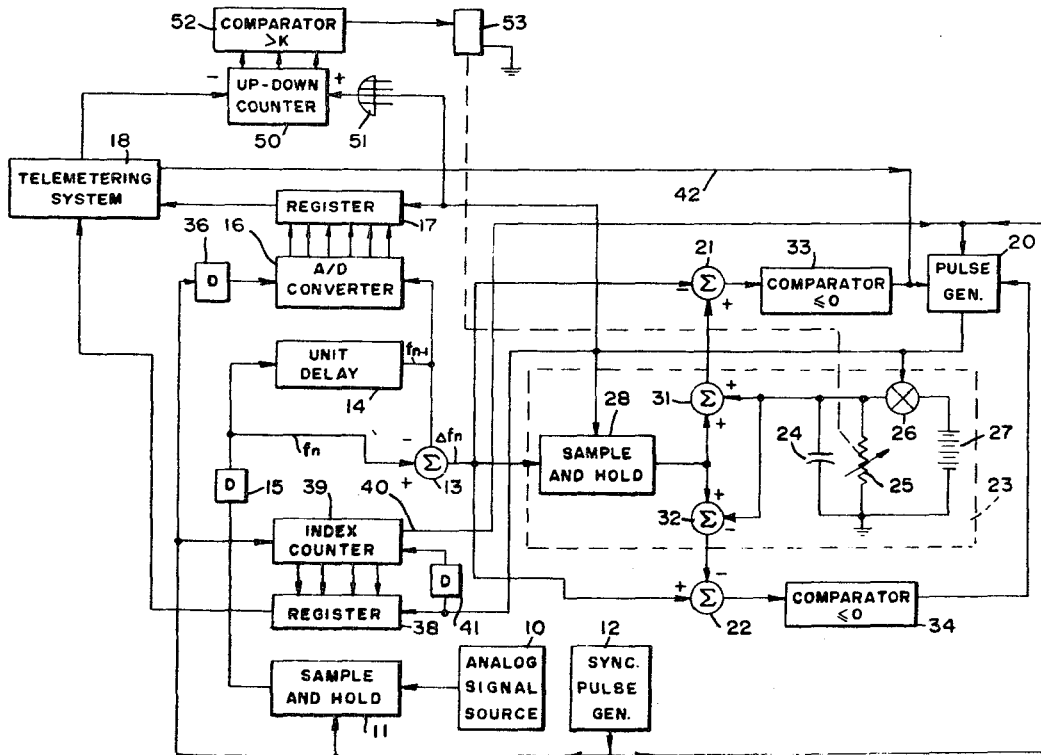 52
COMPARATOR
>K
53
-
+
UP-DOWN
COUNTER
50
51
18
TELEMETERING
SYSTEM
42
REGISTER
17
36
D
16
A/D
CONVERTER
21
Σ
-
+
33
COMPARATOR
≤0
20
PULSE
GEN.
UNIT
DELAY
14
fn-1
28
31
Σ
+
+
26
27
24
25
23
SAMPLE
AND HOLD
fn
-
Δfn
Σ
13
+
D
15
39
40
INDEX
COUNTER
D
41
REGISTER
38
+
32
Σ
-
-
+
Σ
22
COMPARATOR
≤0
34
10
ANALOG
SIGNAL
SOURCE
12
SYNC.
PULSE
GEN.
SAMPLE
AND HOLD
11